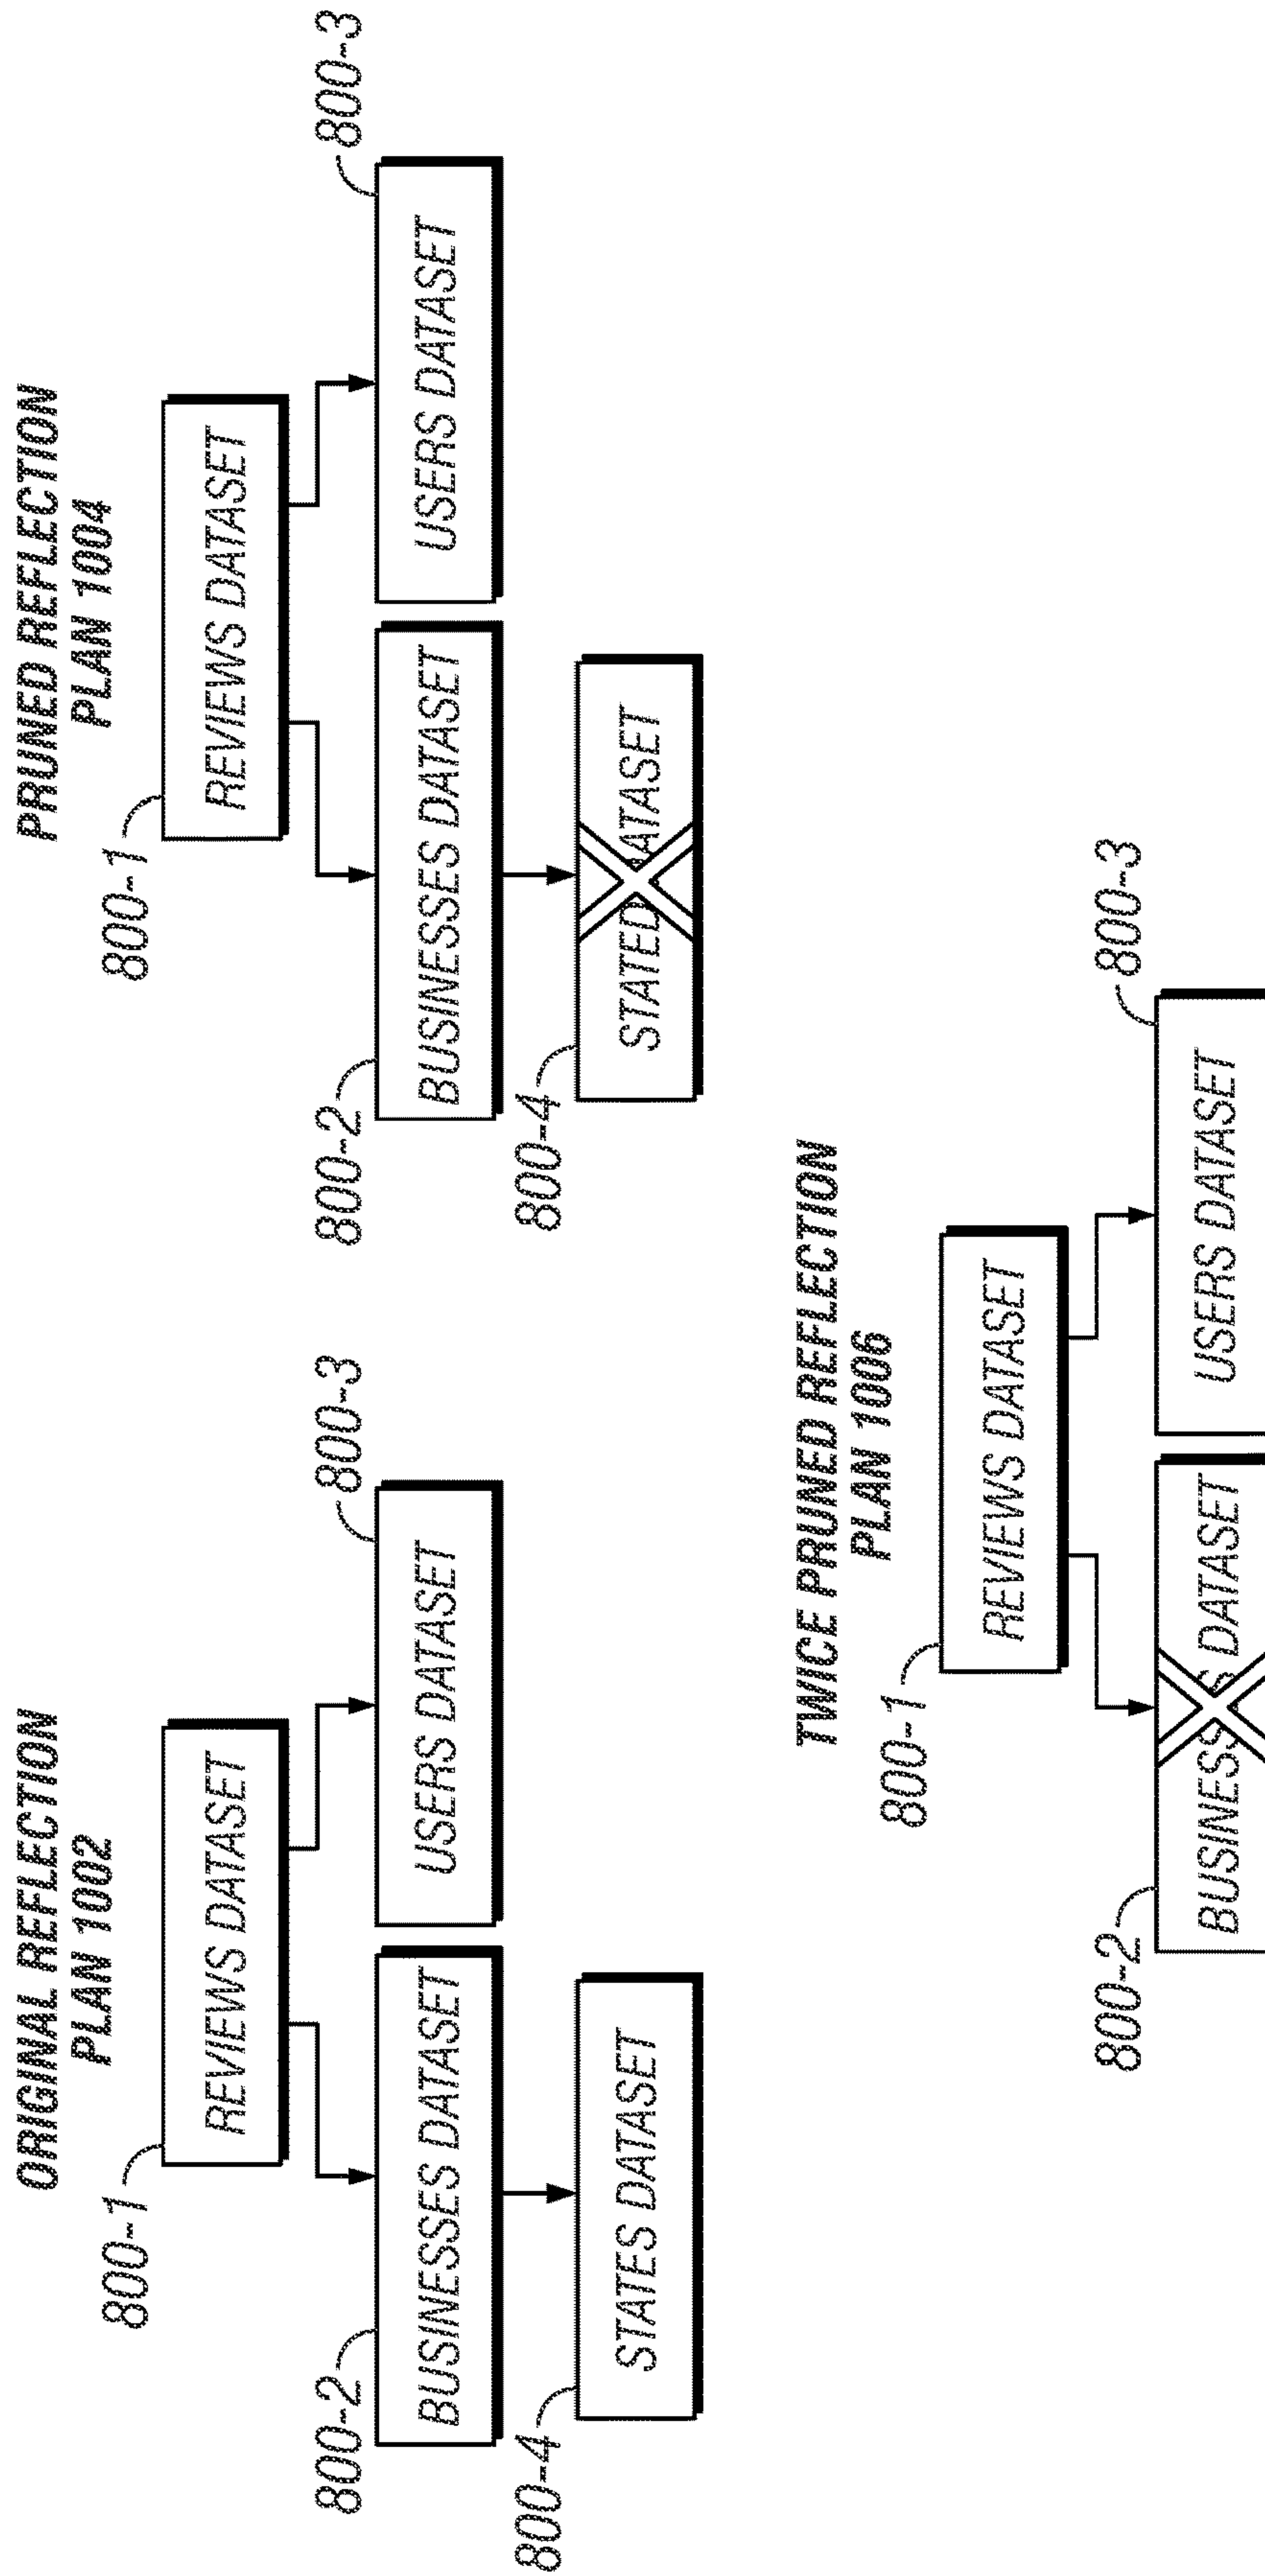 ORIGINAL REFLECTION
PLAN 1002
800-1
REVIEWS DATASET
800-2
BUSINESSES DATASET
800-3
USERS DATASET
800-4
STATES DATASET
PRUNED REFLECTION
PLAN 1004
800-1
REVIEWS DATASET
800-2
BUSINESSES DATASET
800-3
USERS DATASET
800-4
STATED DATASET
TWICE PRUNED REFLECTION
PLAN 1006
800-1
REVIEWS DATASET
800-2
BUSINESSES DATASET
800-3
USERS DATASET